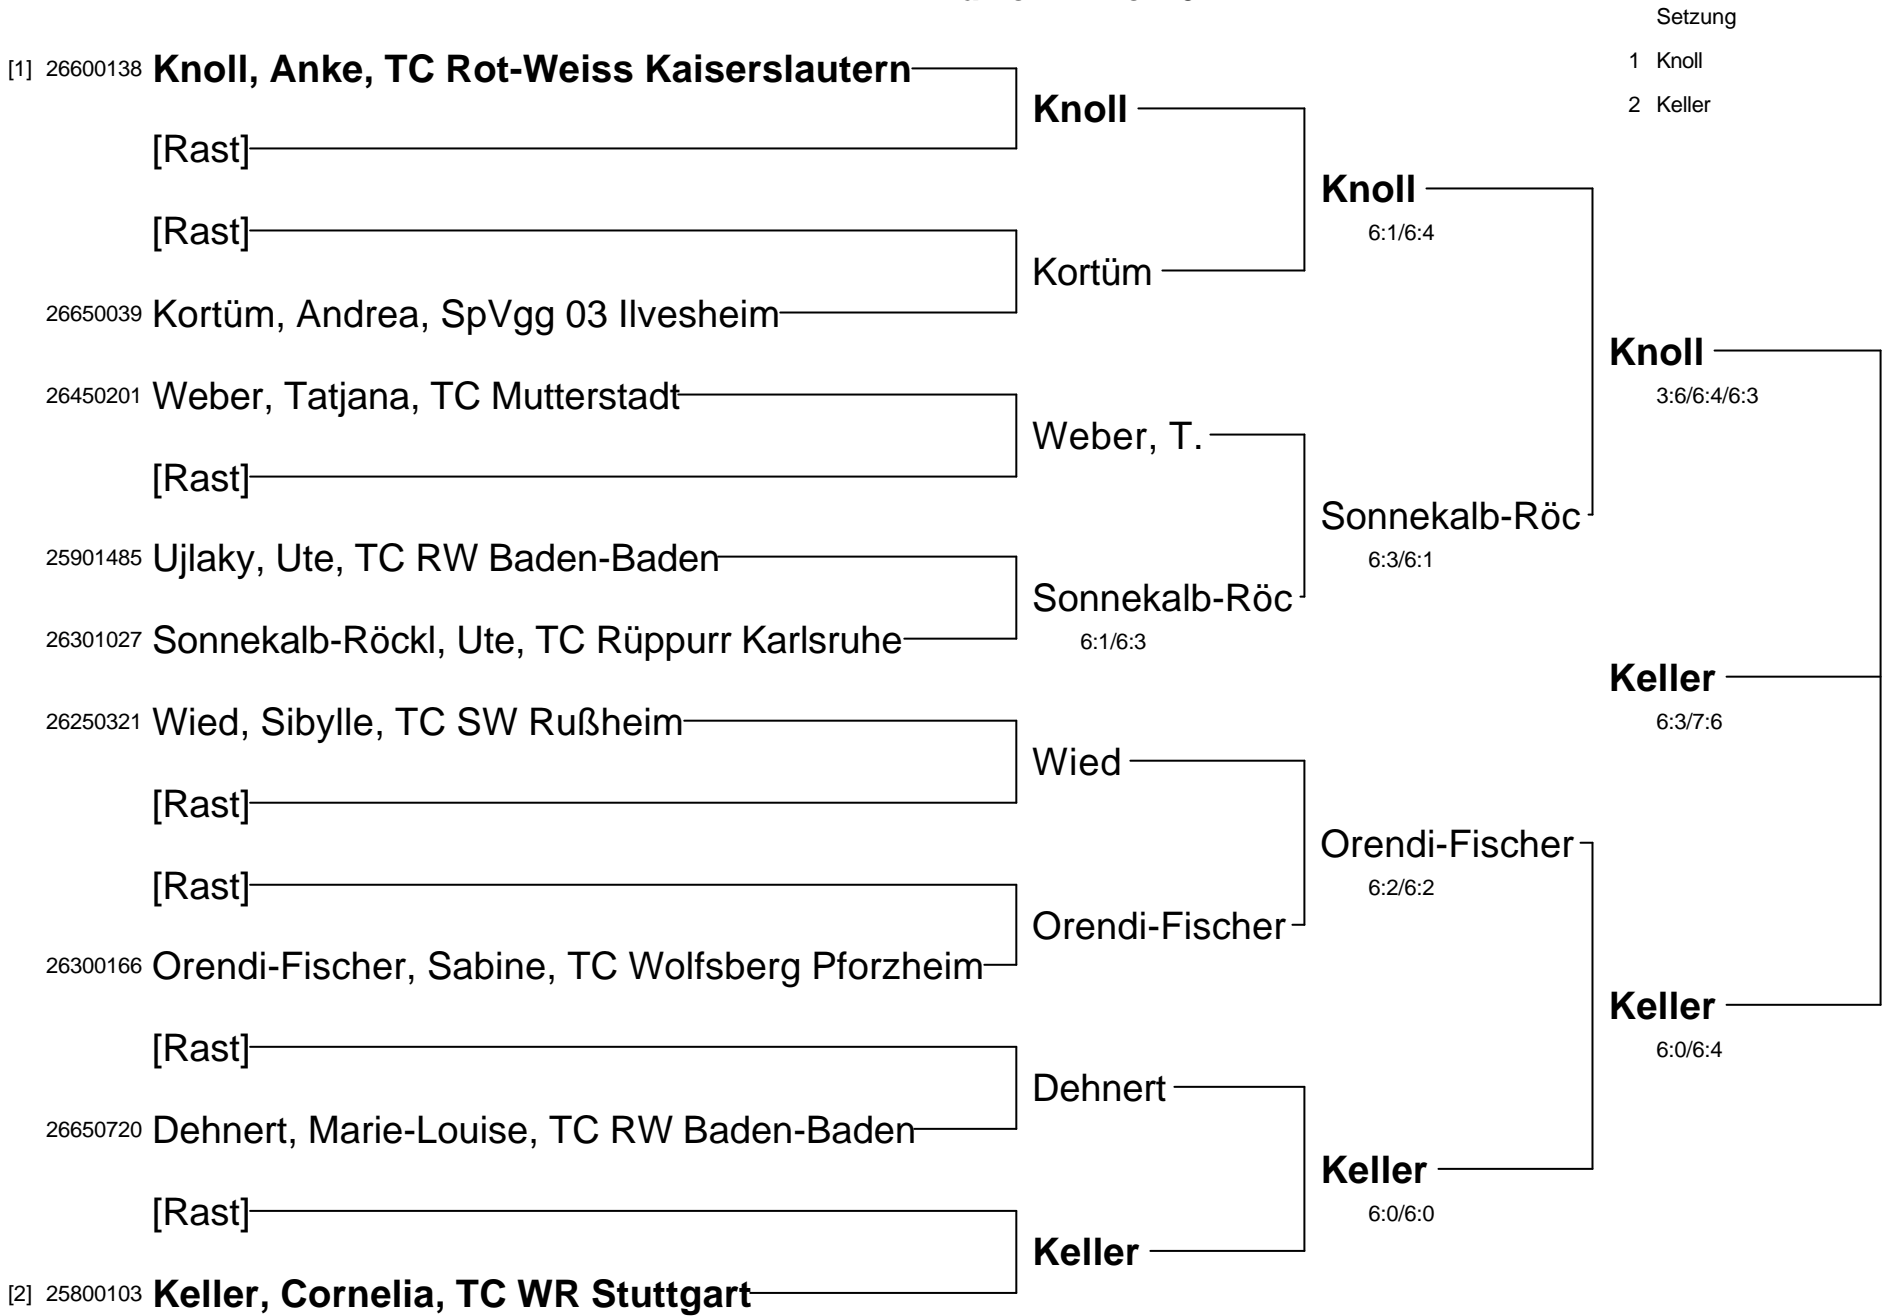 Setzung
1 Knoll
2 Keller
[1] 26600138 Knoll, Anke, TC Rot-Weiss Kaiserslautern
Knoll
[Rast]
Knoll
6:1/6:4
[Rast]
Kortüm
26650039 Kortüm, Andrea, SpVgg 03 Ilvesheim
Knoll
3:6/6:4/6:3
26450201 Weber, Tatjana, TC Mutterstadt
Weber, T.
[Rast]
Sonnekalb-Röc
6:3/6:1
25901485 Ujlaky, Ute, TC RW Baden-Baden
Sonnekalb-Röc
6:1/6:3
26301027 Sonnekalb-Röckl, Ute, TC Rüppurr Karlsruhe
Keller
6:3/7:6
26250321 Wied, Sibylle, TC SW Rußheim
Wied
[Rast]
Orendi-Fischer
6:2/6:2
[Rast]
Orendi-Fischer
26300166 Orendi-Fischer, Sabine, TC Wolfsberg Pforzheim
Keller
6:0/6:4
[Rast]
Dehnert
26650720 Dehnert, Marie-Louise, TC RW Baden-Baden
Keller
6:0/6:0
[Rast]
Keller
[2] 25800103 Keller, Cornelia, TC WR Stuttgart